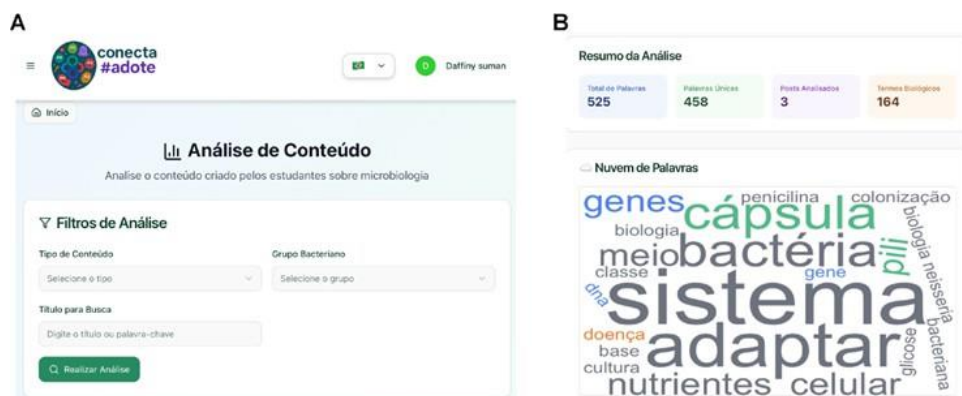 A
conecta
#adote
Daffiny suman
D
Início
Análise de Conteúdo
Analise o conteúdo criado pelos estudantes sobre microbiologia
Filtros de Análise
Tipo de Conteúdo
Grupo Bacteriano
Selecione o tipo
Selecione o grupo
Título para Busca
Digite o título ou palavra-chave
Realizar Análise
B
Resumo da Análise
Total de Palavras
Palavras Únicas
Posts Analisados
Termos Biológicos
525
458
3
164
Nuvem de Palavras
genes
cápsula
penicilina
colonização
biologia
meio
bactéria
pili
biologia neisseria
classe
gene
dna
sistema
doença
adaptar
base
cultura
glicose
bacteriana
nutrientes
celular